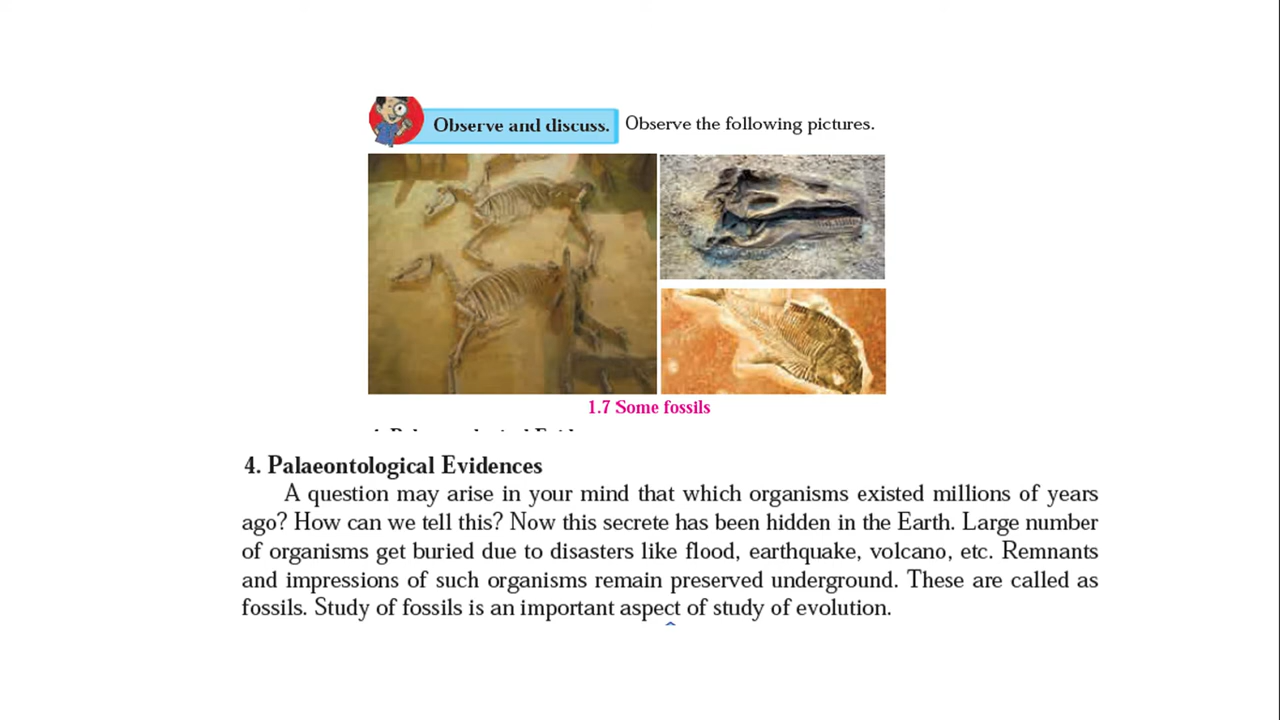 Observe and discuss. Observe the following pictures.
1.7 Some fossils
4. Palaeontological Evidences
A question may arise in your mind that which organisms existed millions of years
ago? How can we tell this? Now this secrete has been hidden in the Earth. Large number
of organisms get buried due to disasters like flood, earthquake, volcano, etc. Remnants
and impressions of such organisms remain preserved underground. These are called as
fossils. Study of fossils is an important aspect of study of evolution.